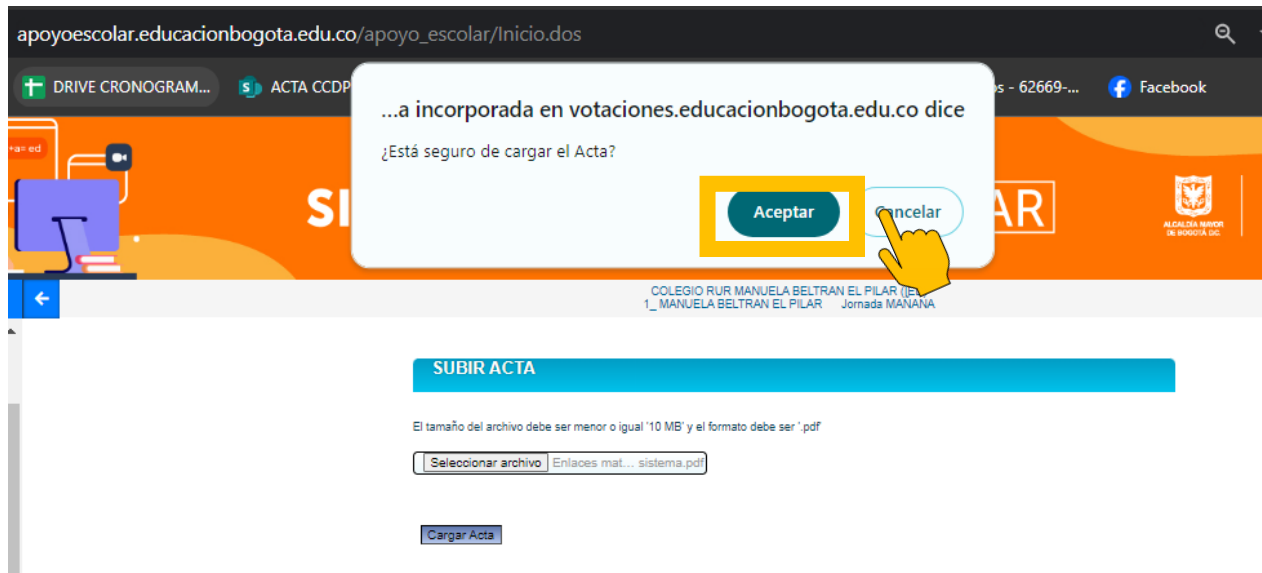 apoyoescolar.educacionbogota.edu.co/apoyo_escolar/Inicio.dos
DRIVE CRONOGRAM... ACTA CCDP - 62669-... Facebook
...a incorporada en votaciones.educacionbogota.edu.co dice
¿Está seguro de cargar el Acta?
Aceptar Cancelar
+a= ed
SI AR
ALCALDÍA MAYOR
DE BOGOTÁ D.C.
COLEGIO RUR MANUELA BELTRAN EL PILAR
1_ MANUELA BELTRAN EL PILAR Jornada MAÑANA
SUBIR ACTA
El tamaño del archivo debe ser menor o igual '10 MB' y el formato debe ser '.pdf'
Seleccionar archivo Enlaces mat... sistema.pdf
Cargar Acta